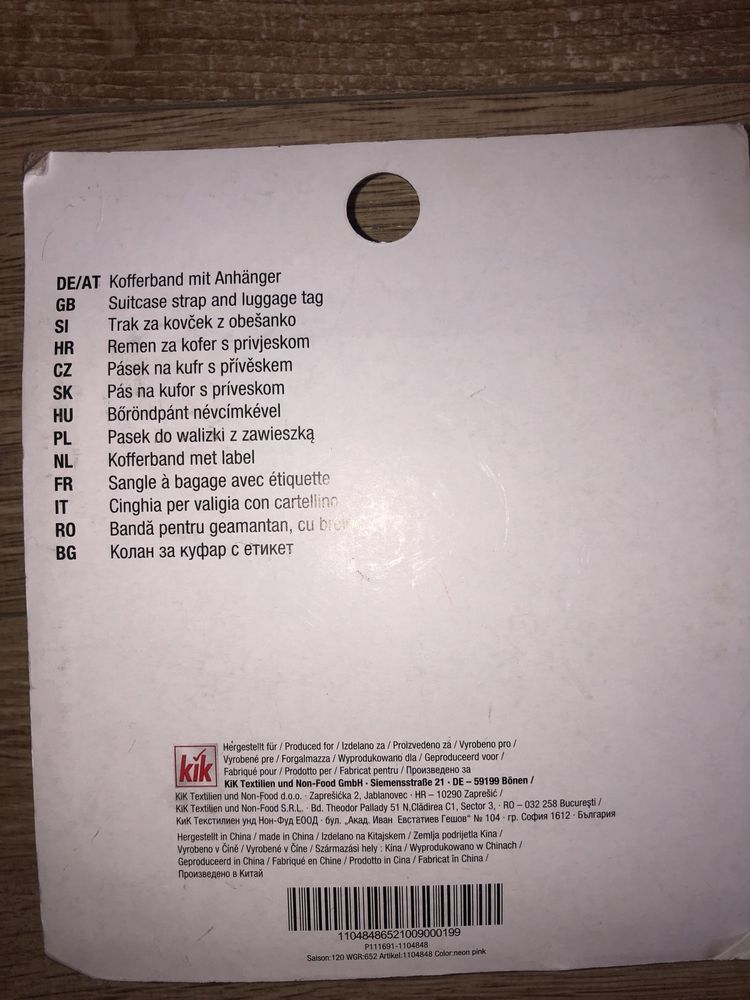 DE/AT Kofferband mit Anhänger
GB Suitcase strap and luggage tag
SI Trak za kovček z obešanko
HR Remen za kofer s privjeskom
CZ Pásek na kufr s přívěskem
SK Pás na kufor s príveskom
HU Bőröndpánt névcímkével
PL Pasek do walizki z zawieszką
NL Kofferband met label
FR Sangle à bagage avec étiquette
IT Cinghia per valigia con cartellino
RO Bandă pentru geamantan, cu
BG Колан за куфар с етикет
kik
Hergestellt für / Produced for / Izdelano za / Proizvedeno za / Vyrobeno pro /
Vyrobené pre / Forgalmazza / Wyprodukowano dla / Geproduceerd voor /
Fabriqué pour / Prodotto per / Fabricat pentru / Произведено за
KiK Textilien und Non-Food GmbH · Siemensstraße 21 · DE – 59199 Bönen /
KiK Textilien und Non-Food d.o.o. · Zaprešićka 2, Jablanovec · HR – 10290 Zaprešić /
KiK Textilien und Non-Food S.R.L. · Bd. Theodor Pallady 51 N,Clădirea C1, Sector 3, · RO – 032 258 Bucureşti /
КиК Текстилиен унд Нон-Фуд ЕООД · бул. „Акад. Иван Евстатиев Гешов" № 104 · гр. София 1612 · България
Hergestellt in China / made in China / Izdelano na Kitajskem / Zemlja podrijetla Kina /
Vyrobeno v Číně / Vyrobené v Číne / Származási hely : Kína / Wyprodukowano w Chinach /
Geproduceerd in China / Fabriqué en Chine / Prodotto in Cina / Fabricat în China /
Произведено в Китай
11048486521009000199
P111691-1104848
Saison:120 WGR:652 Artikel:1104848 Color:neon pink